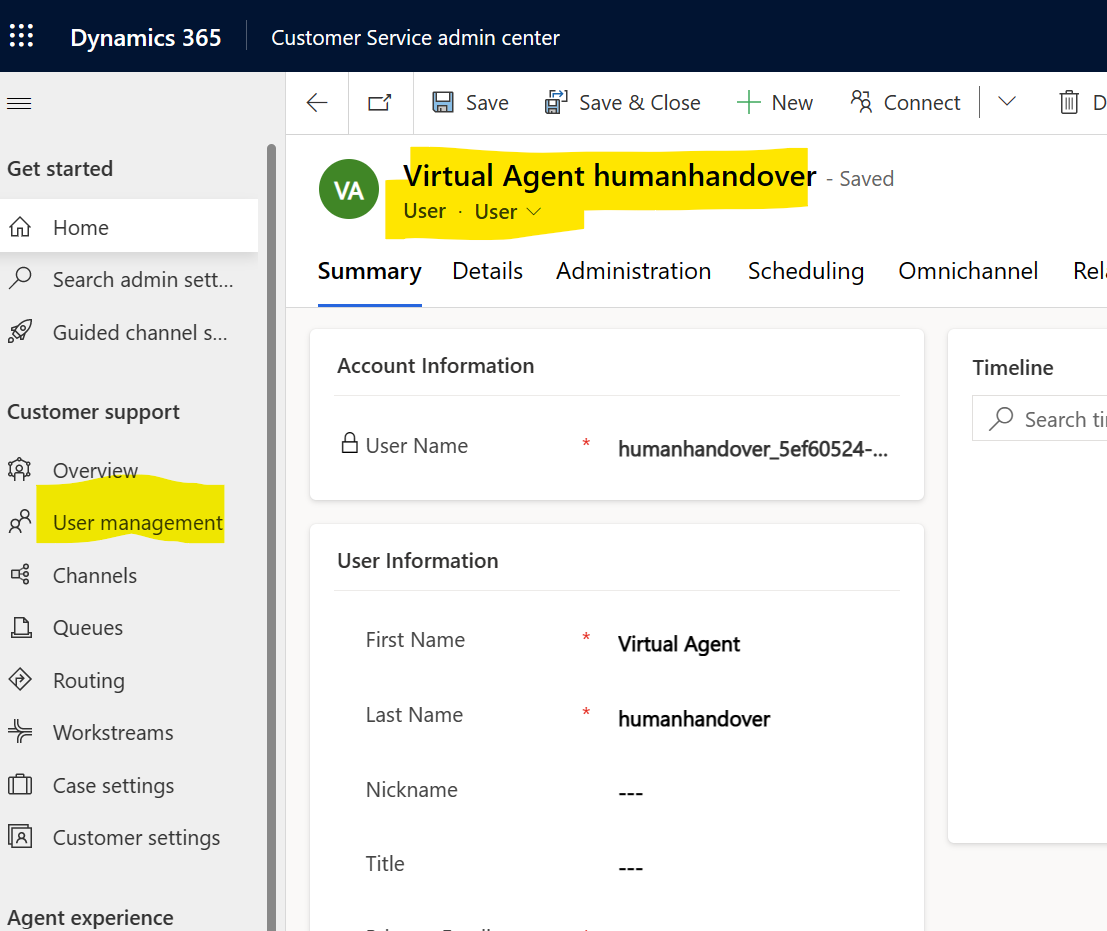 Dynamics 365 Customer Service admin center
Save Save & Close New Connect D
Get started
Home
Search admin sett...
Guided channel s...
Customer support
Overview
User management
Channels
Queues
Routing
Workstreams
Case settings
Customer settings
Agent experience
VA
Virtual Agent humanhandover - Saved
User · User
Summary Details Administration Scheduling Omnichannel Rela
Account Information
User Name * humanhandover_5ef60524-...
User Information
First Name * Virtual Agent
Last Name * humanhandover
Nickname ---
Title ---
Timeline
Search ti